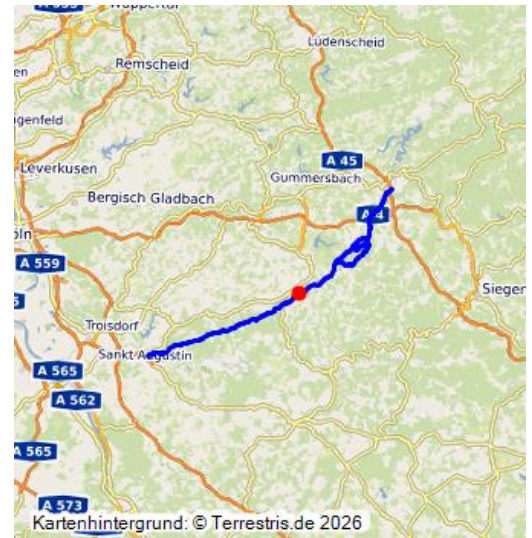 Wuppertal
Lüdenscheid
Remscheid
Leverkusen
A 45
Gummersbach
Bergisch Gladbach
A 4
A 559
Siegen
Troisdorf
Sankt Augustin
A 565
A 562
A 565
A 573
Kartenhintergrund: © Terrestris.de 2026